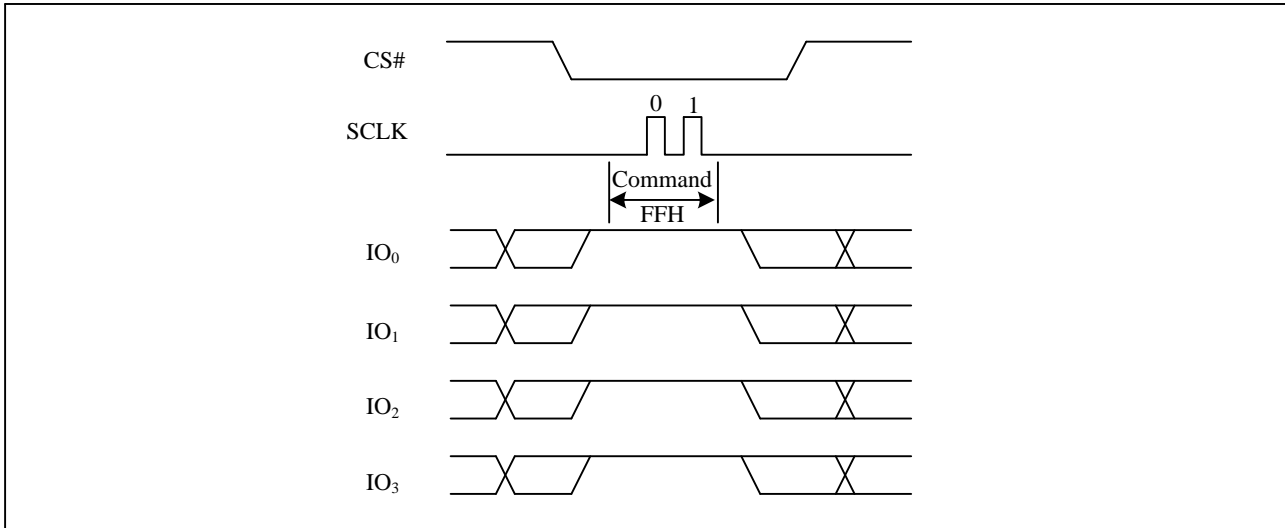 CS#
0 1
SCLK
Command
FFH
IO₀
IO₁
IO₂
IO₃